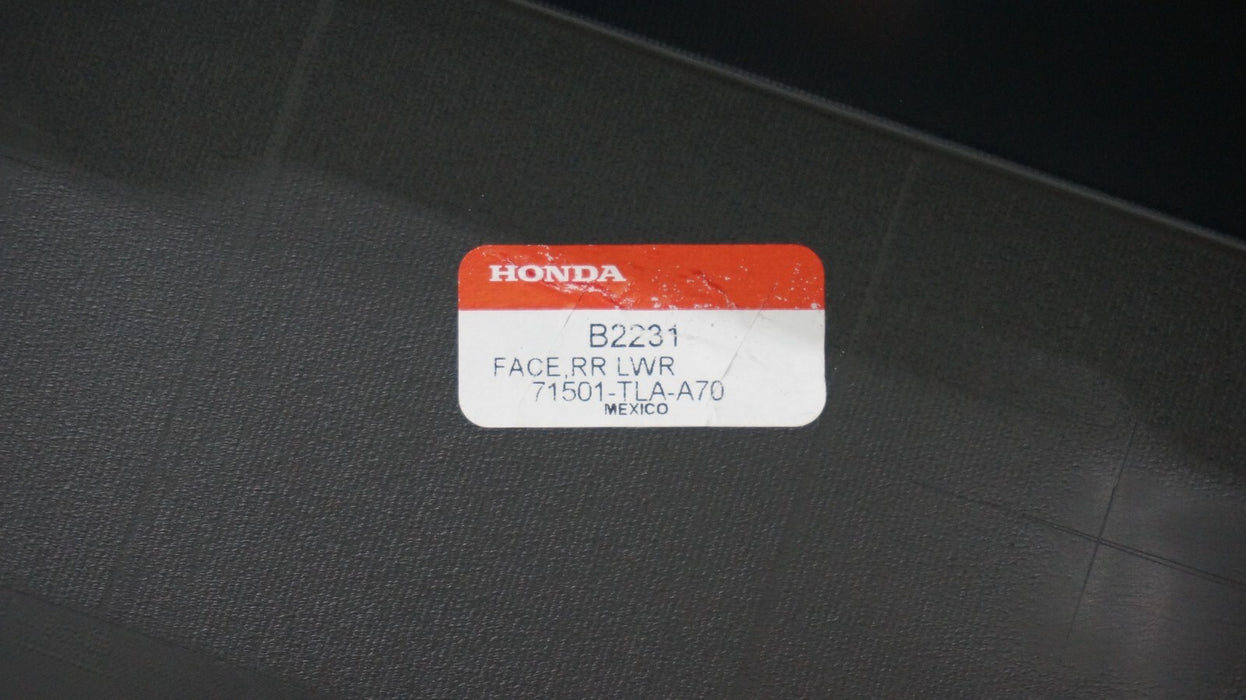 HONDA
B2231
FACE,RR LWR
71501-TLA-A70
MEXICO